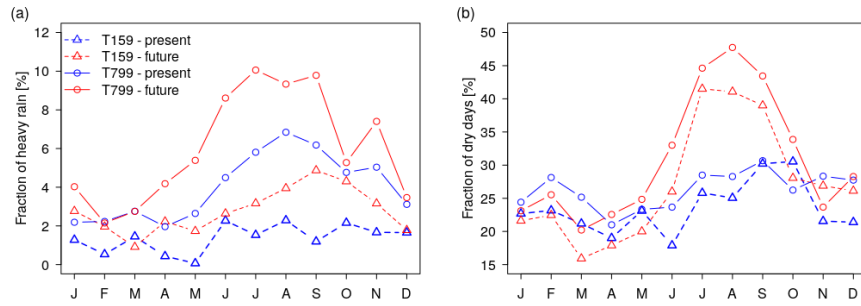 (a)
Fraction of heavy rain [%]
12
10
8
6
4
2
0
T159 - present
T159 - future
T799 - present
T799 - future
J F M A M J J A S O N D
(b)
Fraction of dry days [%]
50
45
40
35
30
25
20
15
J F M A M J J A S O N D